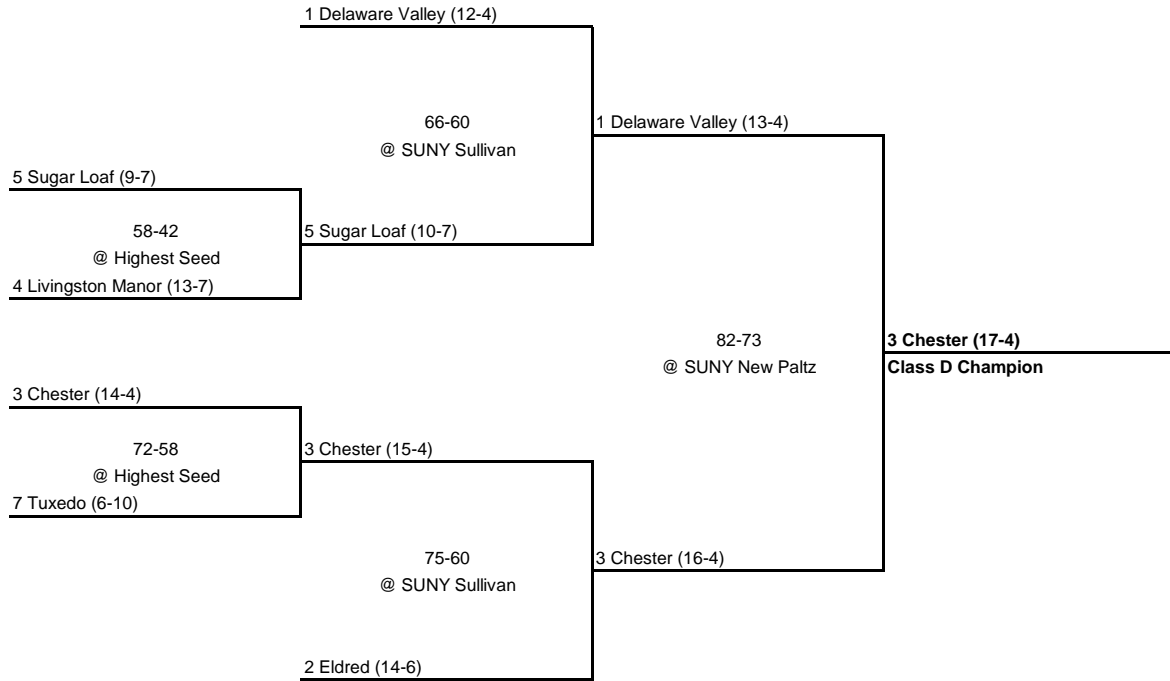 1 Delaware Valley (12-4)
66-60
@ SUNY Sullivan
1 Delaware Valley (13-4)
5 Sugar Loaf (9-7)
58-42
@ Highest Seed
5 Sugar Loaf (10-7)
4 Livingston Manor (13-7)
82-73
@ SUNY New Paltz
3 Chester (17-4)
Class D Champion
3 Chester (14-4)
72-58
@ Highest Seed
3 Chester (15-4)
7 Tuxedo (6-10)
75-60
@ SUNY Sullivan
3 Chester (16-4)
2 Eldred (14-6)